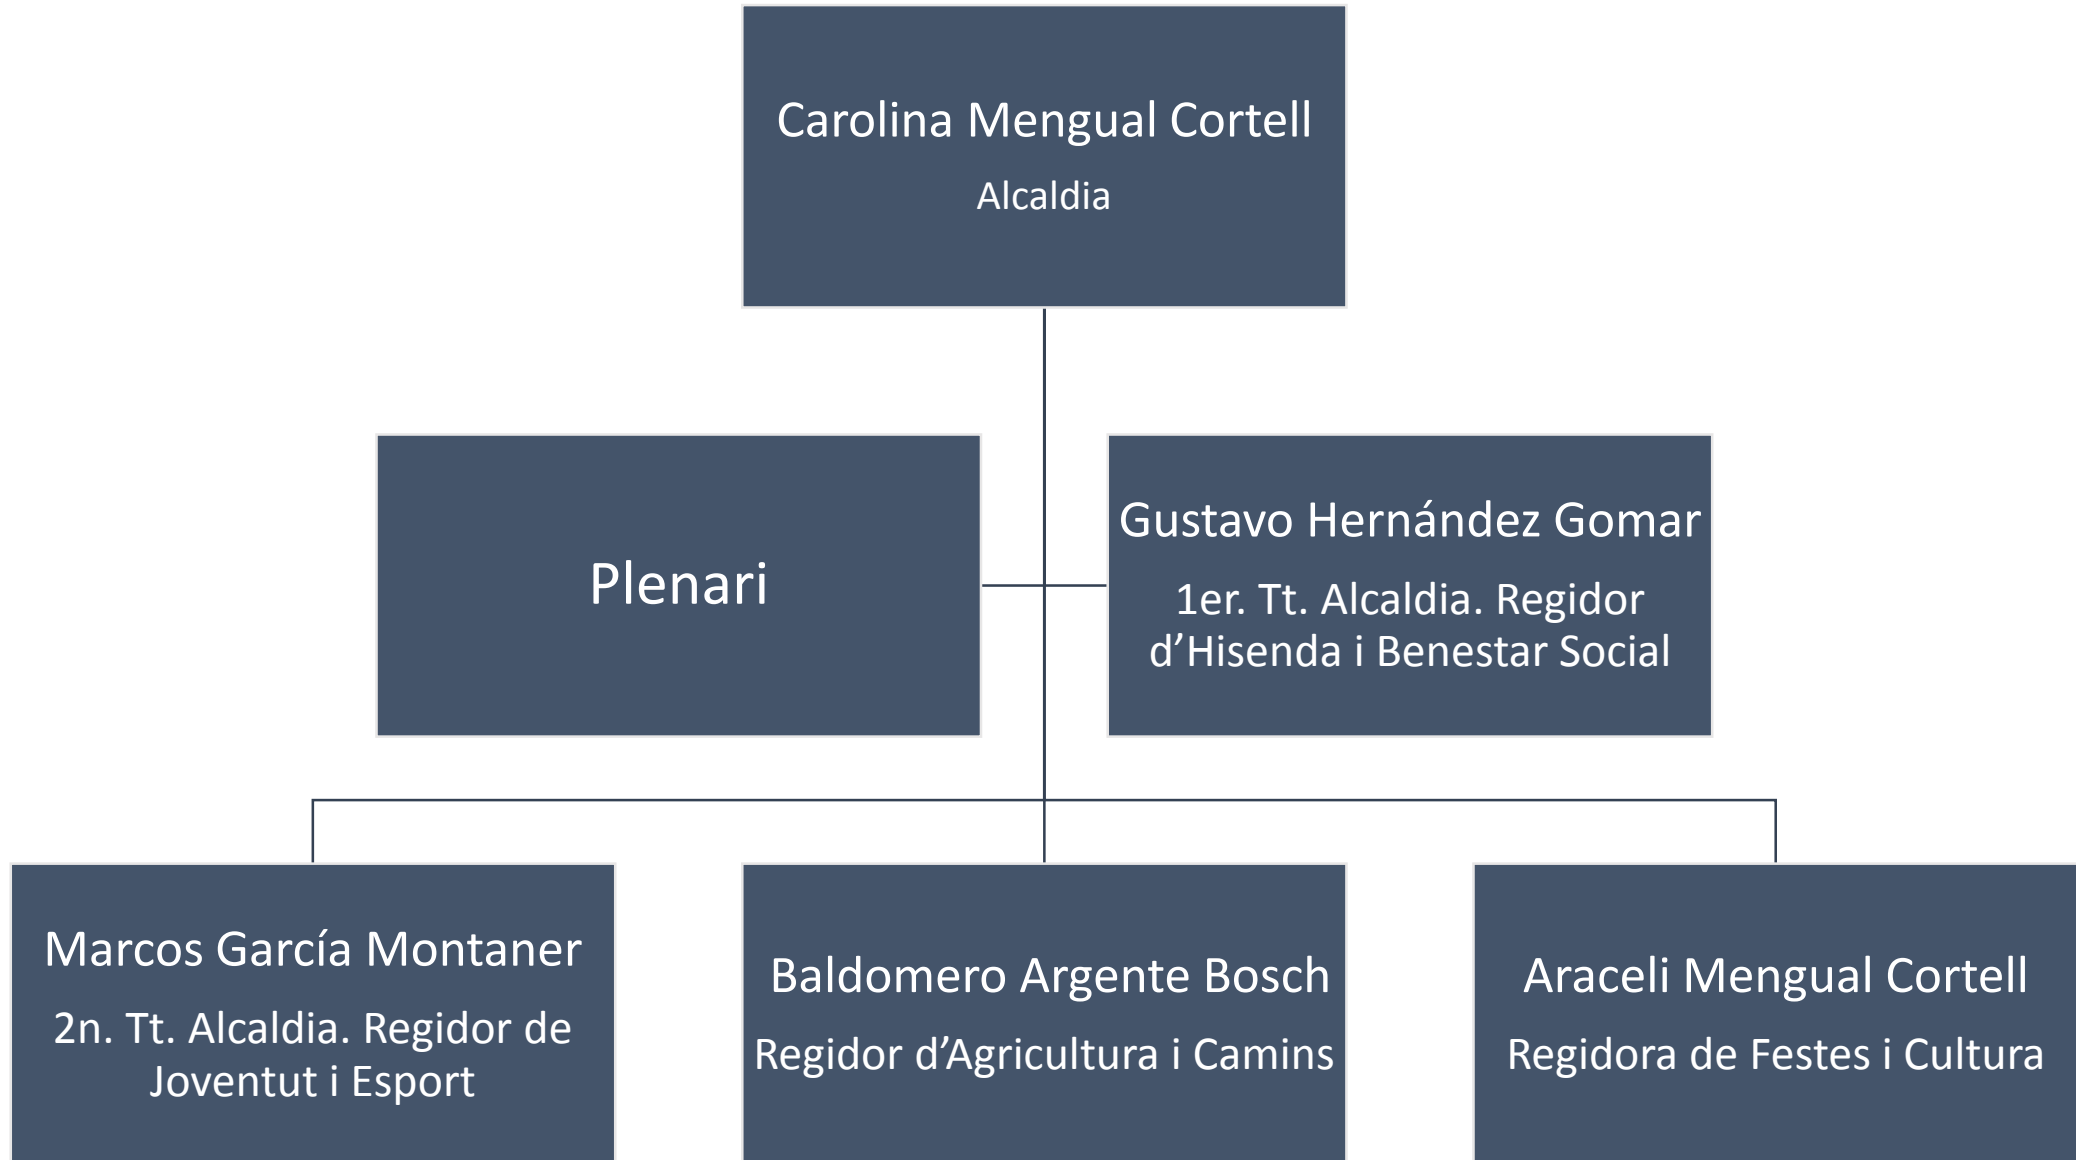 Carolina Mengual Cortell
Alcaldia
Plenari
Gustavo Hernández Gomar
1er. Tt. Alcaldia. Regidor
d’Hisenda i Benestar Social
Marcos García Montaner
2n. Tt. Alcaldia. Regidor de
Joventut i Esport
Baldomero Argente Bosch
Regidor d’Agricultura i Camins
Araceli Mengual Cortell
Regidora de Festes i Cultura